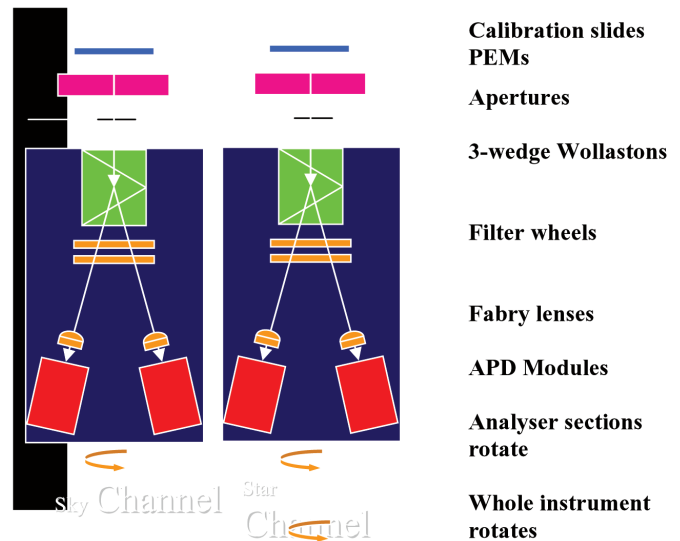 Calibration slides
PEMs
Apertures
3-wedge Wollastons
Filter wheels
Fabry lenses
APD Modules
Analyser sections
rotate
Sky Channel
Star
Channel
Whole instrument
rotates